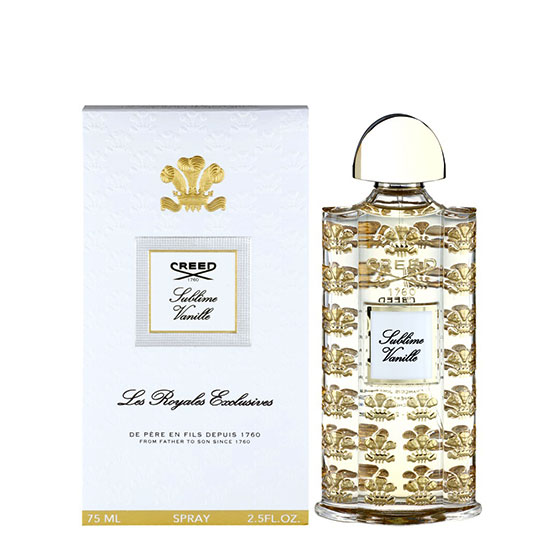 CREED
1760
Sublime
Vanille
Les Royales Exclusives
DE PÈRE EN FILS DEPUIS 1760
FROM FATHER TO SON SINCE 1760
75 ML SPRAY 2.5FL.OZ.
CREED
1760
CREED
Sublime
Vanille